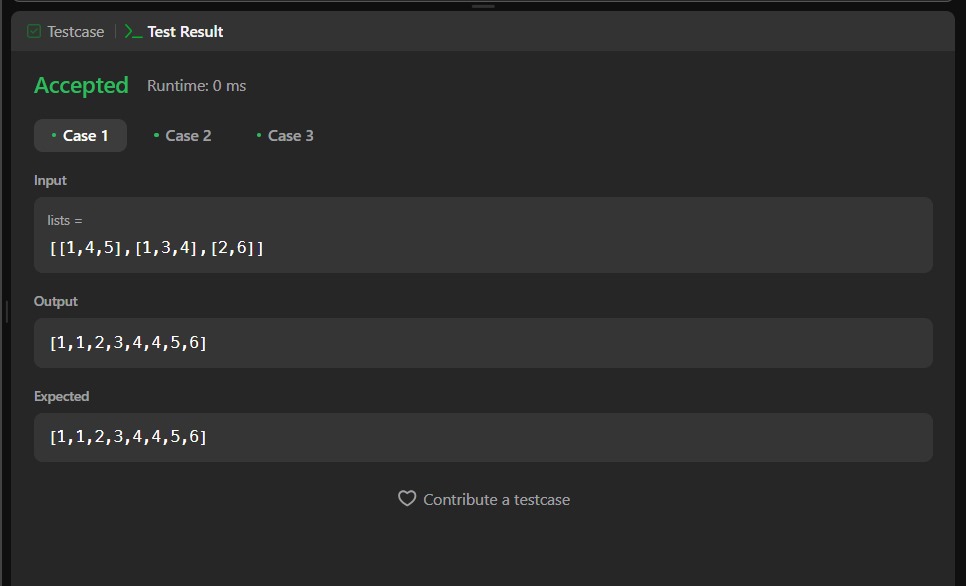 Testcase | Test Result
Accepted Runtime: 0 ms
Case 1 Case 2 Case 3
Input
lists =
[[1,4,5],[1,3,4],[2,6]]
Output
[1,1,2,3,4,4,5,6]
Expected
[1,1,2,3,4,4,5,6]
Contribute a testcase